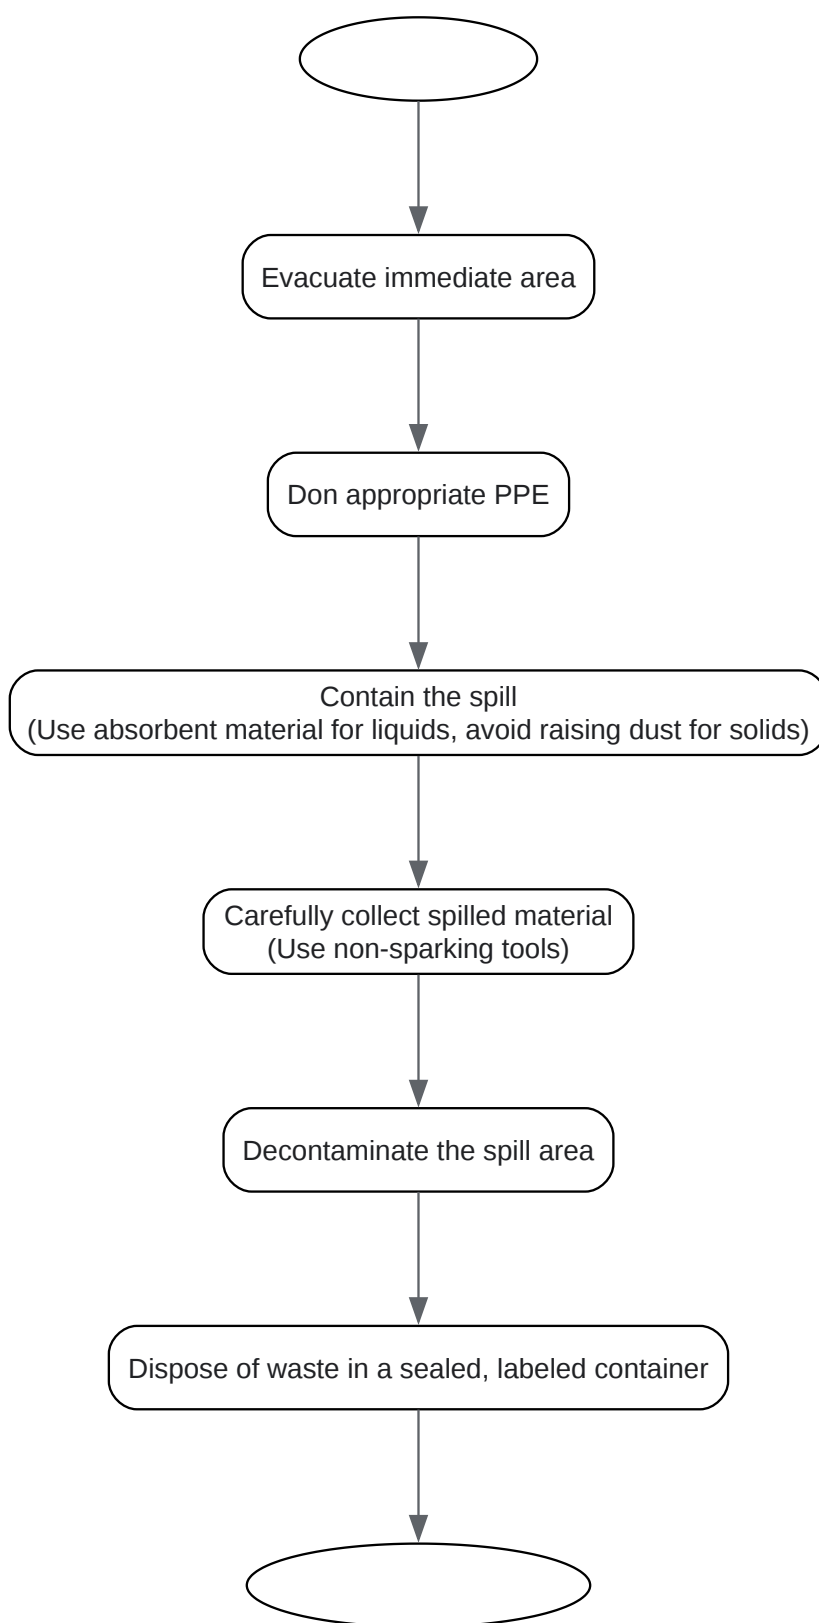 Evacuate immediate area
Don appropriate PPE
Contain the spill
(Use absorbent material for liquids, avoid raising dust for solids)
Carefully collect spilled material
(Use non-sparking tools)
Decontaminate the spill area
Dispose of waste in a sealed, labeled container